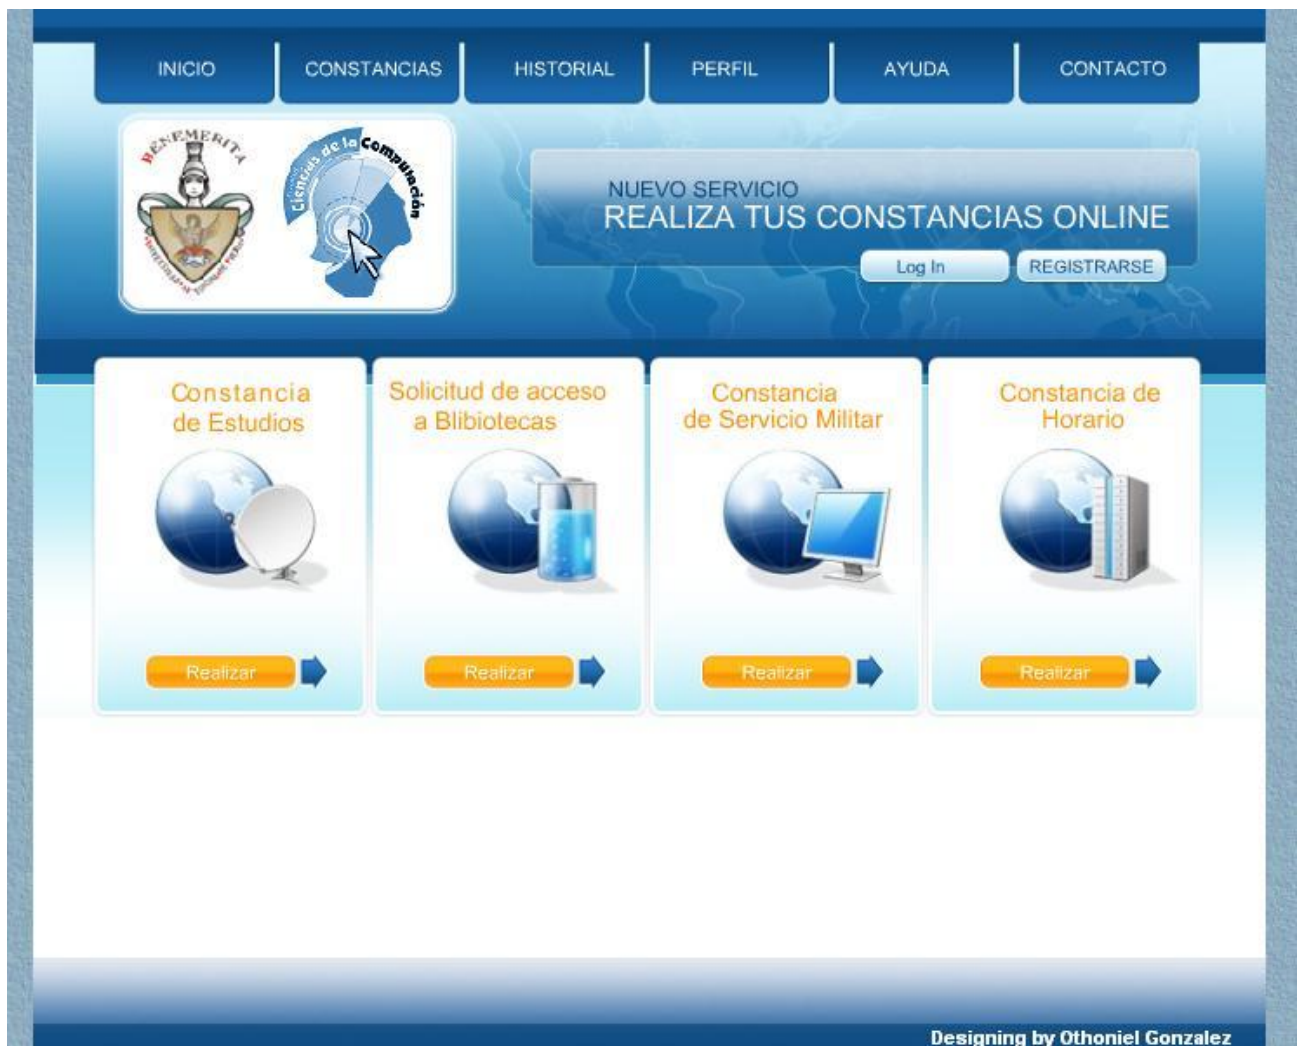 INICIO
CONSTANCIAS
HISTORIAL
PERFIL
AYUDA
CONTACTO
BENEMERITA
Ciencias de la Computación
NUEVO SERVICIO
REALIZA TUS CONSTANCIAS ONLINE
Log In
REGISTRARSE
Constancia
de Estudios
Realizar
Solicitud de acceso
a Blibiotecas
Realizar
Constancia
de Servicio Militar
Realizar
Constancia de
Horario
Realizar
Designing by Othoniel Gonzalez